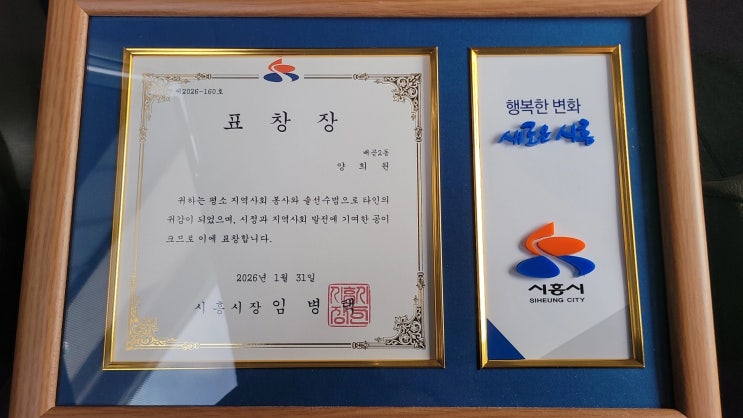 제2026-160호
표 창 장
배곧2동
양 희 원
귀하는 평소 지역사회 봉사와 솔선수범으로 타인의
귀감이 되었으며, 시정과 지역사회 발전에 기여한 공이
크므로 이에 표창합니다.
2026년 1월 31일
시흥시장 임 병 택
행복한 변화
새로운 시흥
시흥시
SIHEUNG CITY